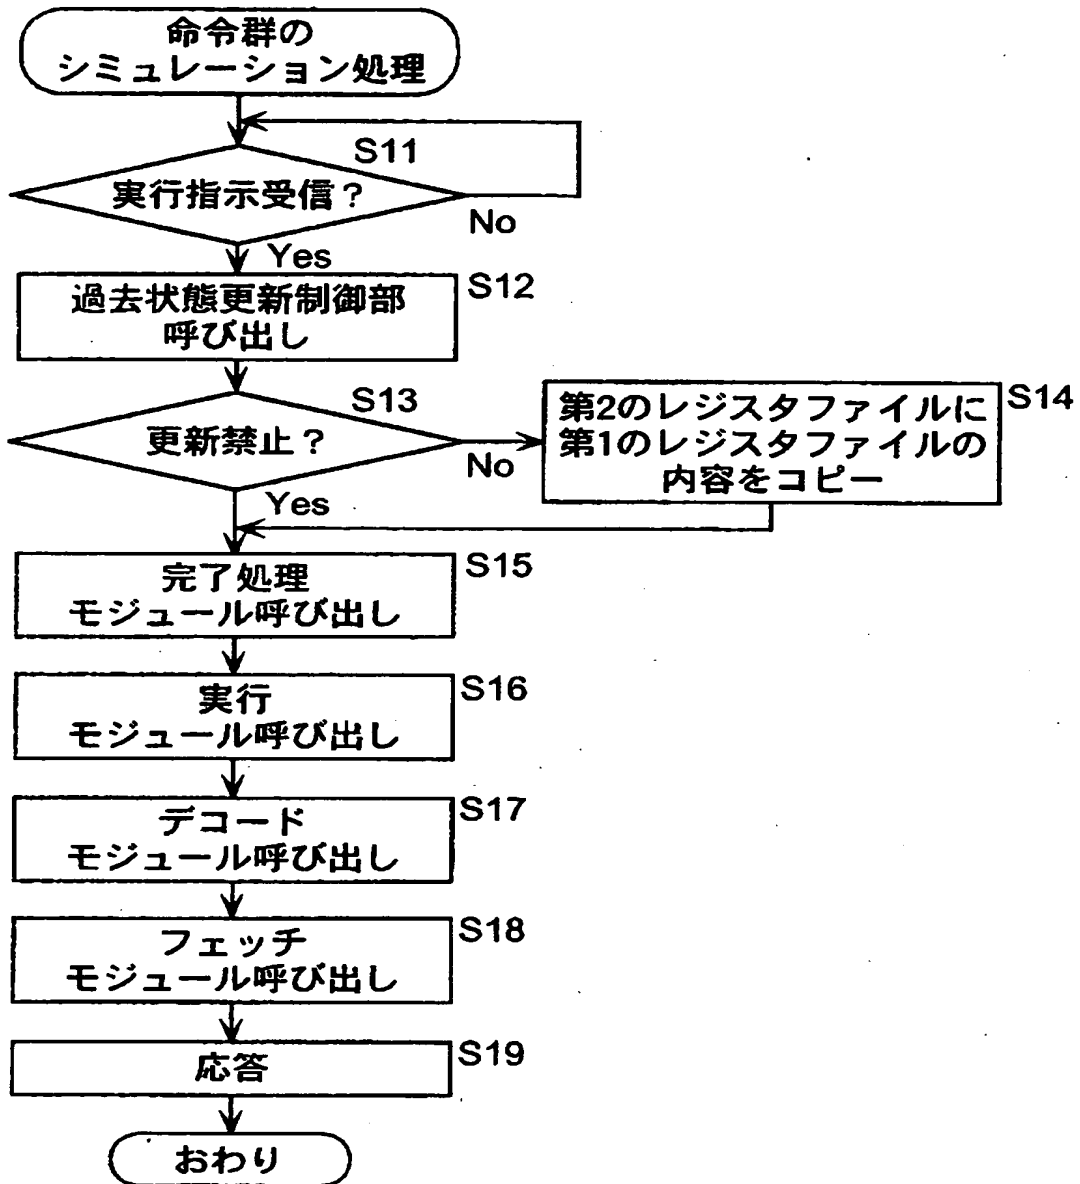 命令群の
シミュレーション処理
S11
実行指示受信？
No
Yes
過去状態更新制御部
呼び出し
S12
S13
更新禁止？
No
Yes
第2のレジスタファイルに
第1のレジスタファイルの
内容をコピー
S14
完了処理
モジュール呼び出し
S15
実行
モジュール呼び出し
S16
デコード
モジュール呼び出し
S17
フェッチ
モジュール呼び出し
S18
応答
S19
おわり